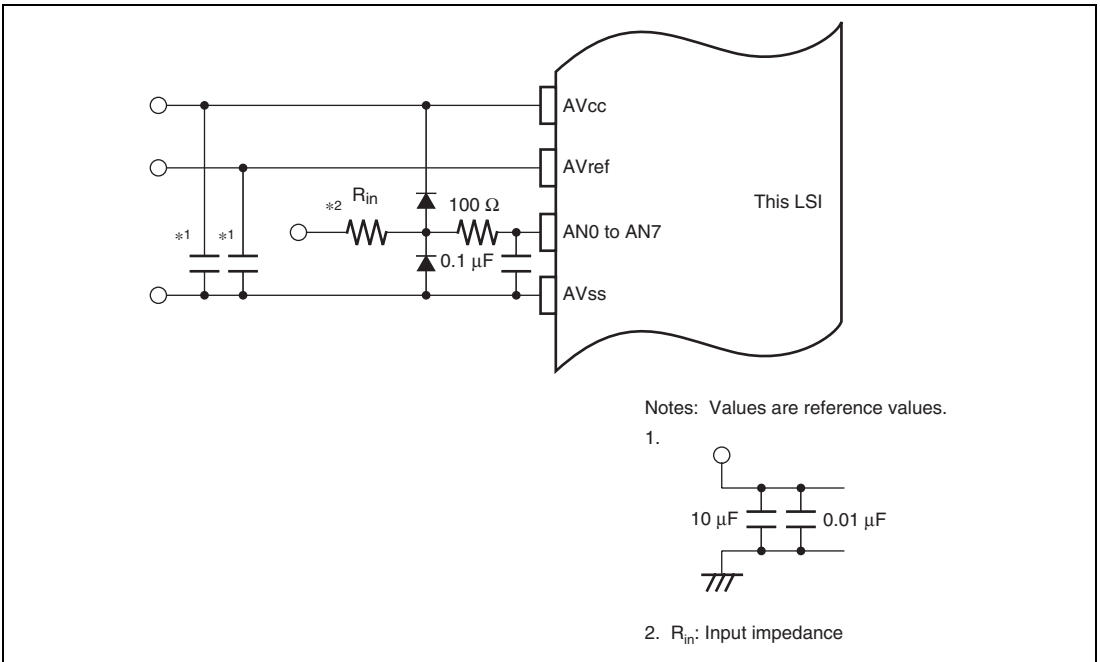 AVcc
AVref
This LSI
*2 Rin
100 Ω
AN0 to AN7
*1 *1
0.1 μF
AVss
Notes: Values are reference values.
1.
10 μF 0.01 μF
2. Rin: Input impedance